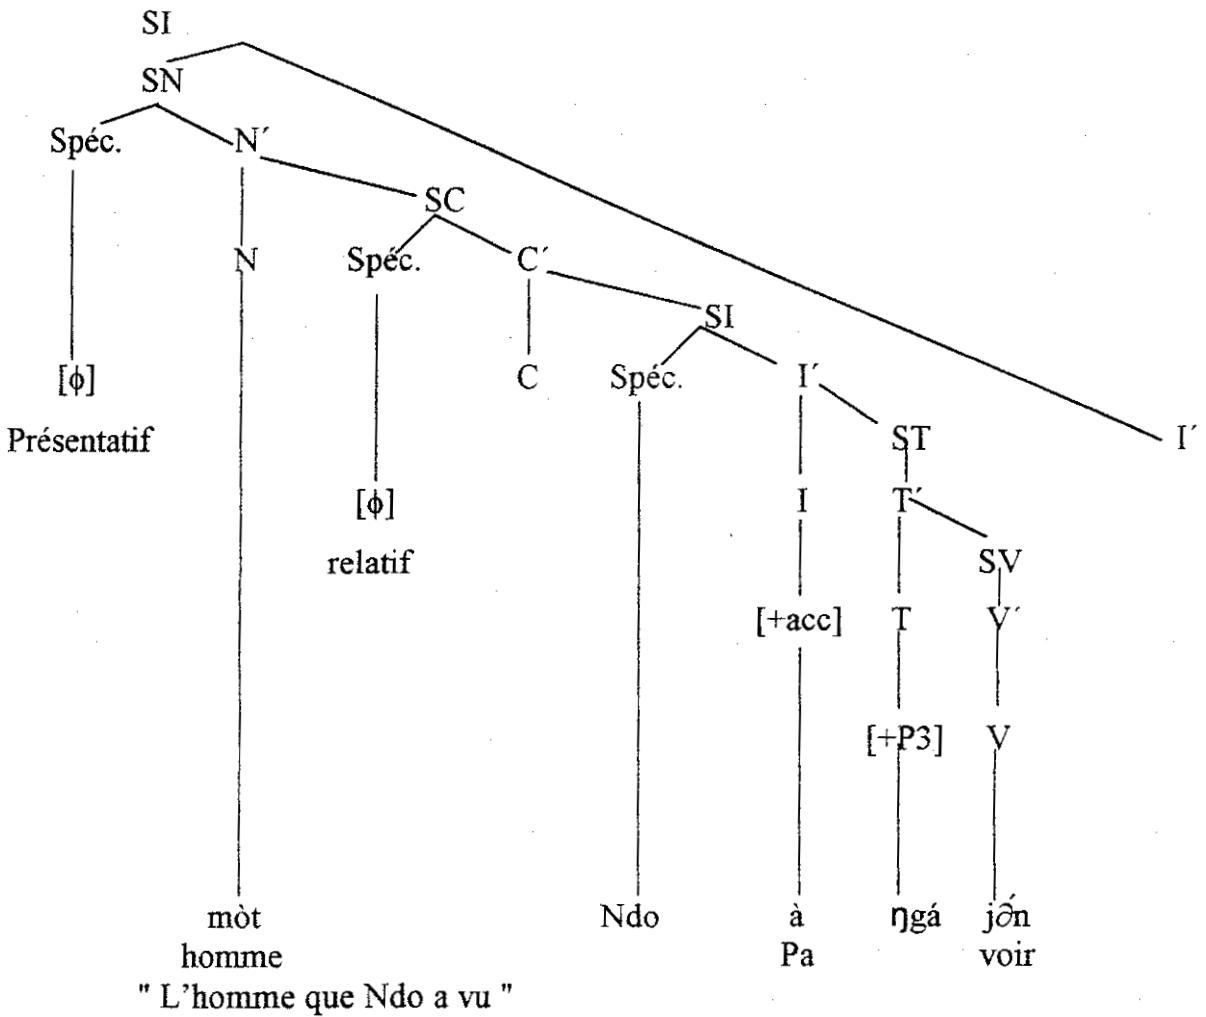 SI
SN
Spéc. N´
SC
N Spéc. C´
SI
[ϕ] C Spéc. I´
Présentatif ST I´
[ϕ] I T´
relatif SV
[+acc] T V´
[+P3] V
mòt Ndo à ŋgá jə́n
homme Pa voir
" L’homme que Ndo a vu "